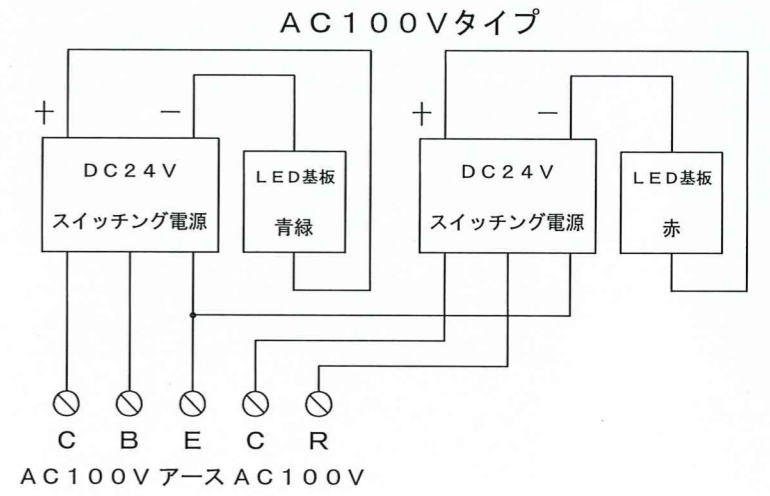 AC100Vタイプ
+ − + −
DC24V LED基板 DC24V LED基板
スイッチング電源 青緑 スイッチング電源 赤
C B E C R
AC100V アース AC100V